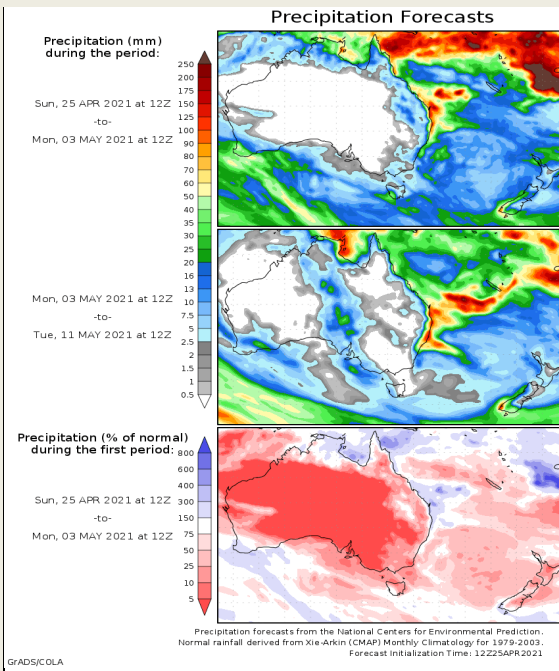 Precipitation Forecasts
Precipitation (mm)
during the period:
Sun, 25 APR 2021 at 12Z
-to-
Mon, 03 MAY 2021 at 12Z
250
200
175
150
125
100
90
80
70
60
50
40
35
30
25
20
16
13
10
7.5
5
2.5
2
1.5
1
0.5
Mon, 03 MAY 2021 at 12Z
-to-
Tue, 11 MAY 2021 at 12Z
Precipitation (% of normal)
during the first period:
Sun, 25 APR 2021 at 12Z
-to-
Mon, 03 MAY 2021 at 12Z
800
600
400
300
150
75
50
25
10
5
Precipitation forecasts from the National Centers for Environmental Prediction.
Normal rainfall derived from Xie-Arkin (CMAP) Monthly Climatology for 1979-2003.
Forecast Initialization Time: 12Z25APR2021
GrADS/COLA